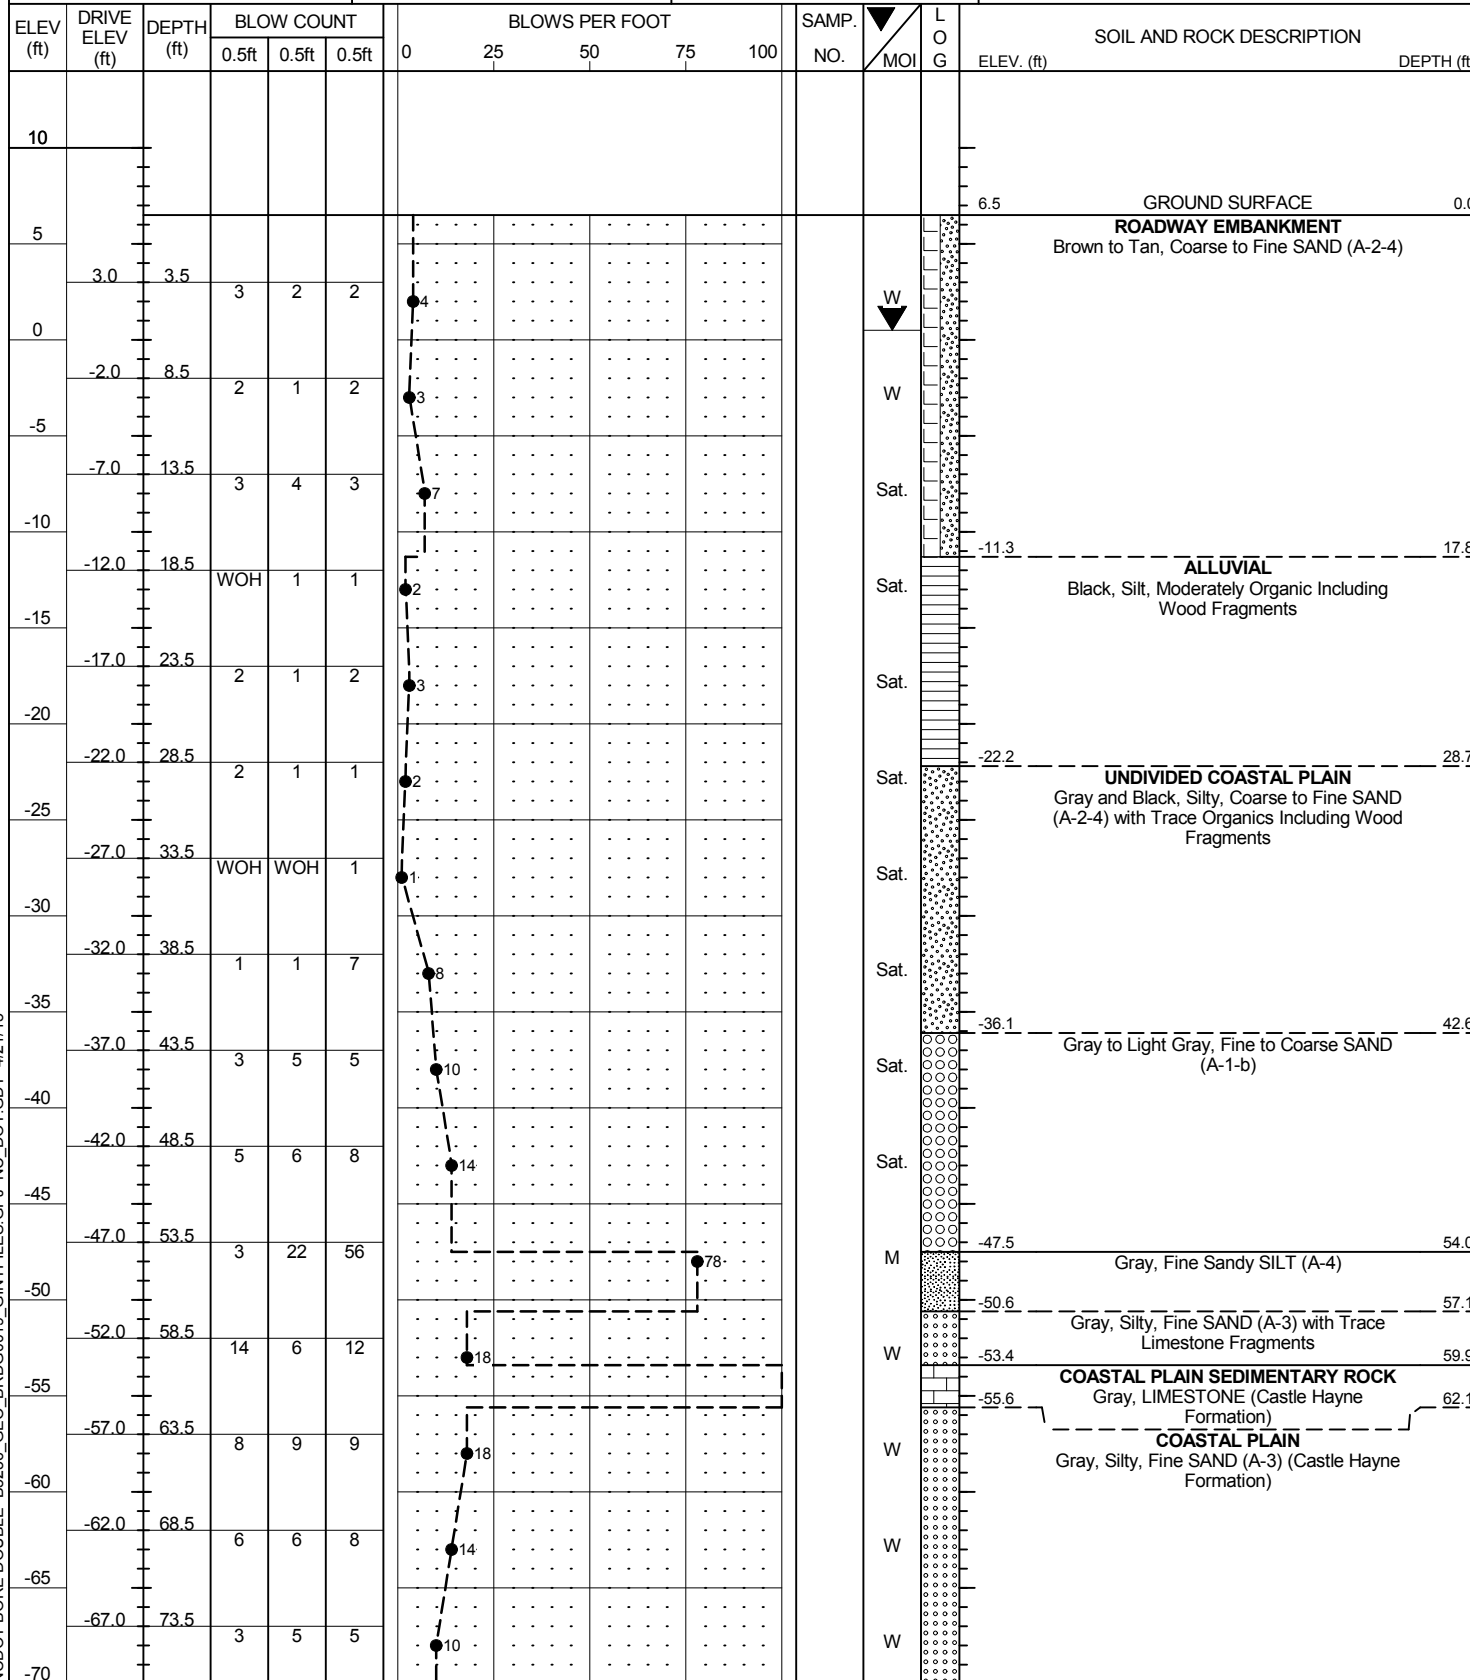 ELEV (ft) DRIVE ELEV (ft) DEPTH (ft) BLOW COUNT BLOWS PER FOOT SAMP. NO. MOI L O G SOIL AND ROCK DESCRIPTION
0.5ft 0.5ft 0.5ft 0 25 50 75 100 ELEV. (ft) DEPTH (ft
10
6.5 GROUND SURFACE 0.0
ROADWAY EMBANKMENT
5 Brown to Tan, Coarse to Fine SAND (A-2-4)
3.0 3.5
3 2 2 4 W
0
-2.0 8.5
2 1 2 3 W
-5
-7.0 13.5
3 4 3 7 Sat.
-10
-11.3 17.8
-12.0 18.5 ALLUVIAL
WOH 1 1 2 Sat. Black, Silt, Moderately Organic Including
Wood Fragments
-15
-17.0 23.5
2 1 2 3 Sat.
-20
-22.0 28.5 -22.2 28.7
2 1 1 2 Sat. UNDIVIDED COASTAL PLAIN
Gray and Black, Silty, Coarse to Fine SAND
-25 (A-2-4) with Trace Organics Including Wood
Fragments
-27.0 33.5
WOH WOH 1 1 Sat.
-30
-32.0 38.5
1 1 7 8 Sat.
-35
-36.1 42.6
-37.0 43.5 Gray to Light Gray, Fine to Coarse SAND
3 5 5 10 Sat. (A-1-b)
-40
-42.0 48.5
5 6 8 14 Sat.
-45
-47.0 53.5 -47.5 54.0
3 22 56 78 M Gray, Fine Sandy SILT (A-4)
-50 -50.6 57.1
-52.0 58.5 Gray, Silty, Fine SAND (A-3) with Trace
14 6 12 18 W Limestone Fragments
-53.4 59.9
COASTAL PLAIN SEDIMENTARY ROCK
-55 -55.6 Gray, LIMESTONE (Castle Hayne 62.1
Formation)
-57.0 63.5 COASTAL PLAIN
8 9 9 18 W Gray, Silty, Fine SAND (A-3) (Castle Hayne
Formation)
-60
-62.0 68.5
6 6 8 14 W
-65
-67.0 73.5
3 5 5 10 W
-70